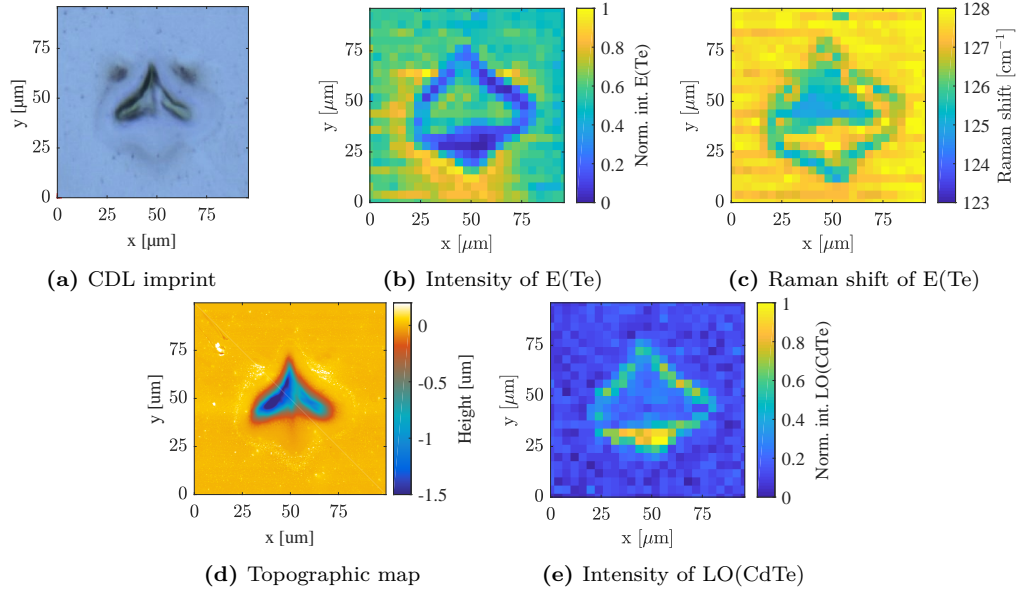 75
50
25
0
0 25 50 75
y [µm]
x [µm]
(a) CDL imprint
75
50
25
0
0 25 50 75
y [µm]
x [µm]
1
0.8
0.6
0.4
0.2
0
Norm. int. E(Te)
(b) Intensity of E(Te)
75
50
25
0
0 25 50 75
y [µm]
x [µm]
128
127
126
125
124
123
Raman shift [cm⁻¹]
(c) Raman shift of E(Te)
75
50
25
0
0 25 50 75
y [um]
x [um]
0
-0.5
-1
-1.5
Height [um]
(d) Topographic map
75
50
25
0
0 25 50 75
y [µm]
x [µm]
1
0.8
0.6
0.4
0.2
0
Norm. int. LO(CdTe)
(e) Intensity of LO(CdTe)